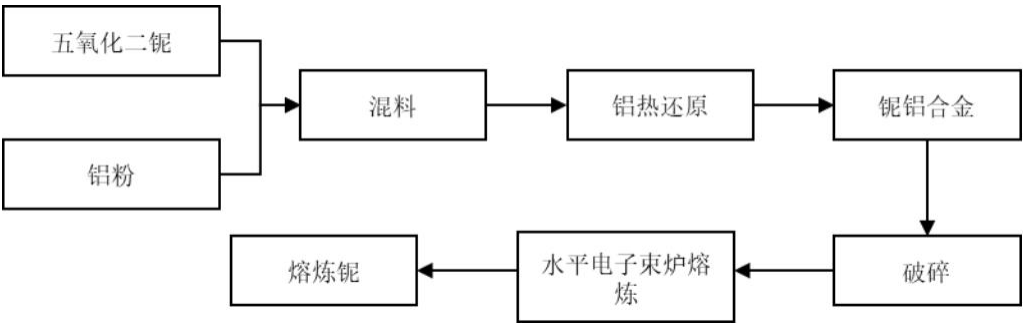 五氧化二铌
铝粉
混料
铝热还原
铌铝合金
破碎
水平电子束炉熔
炼
熔炼铌